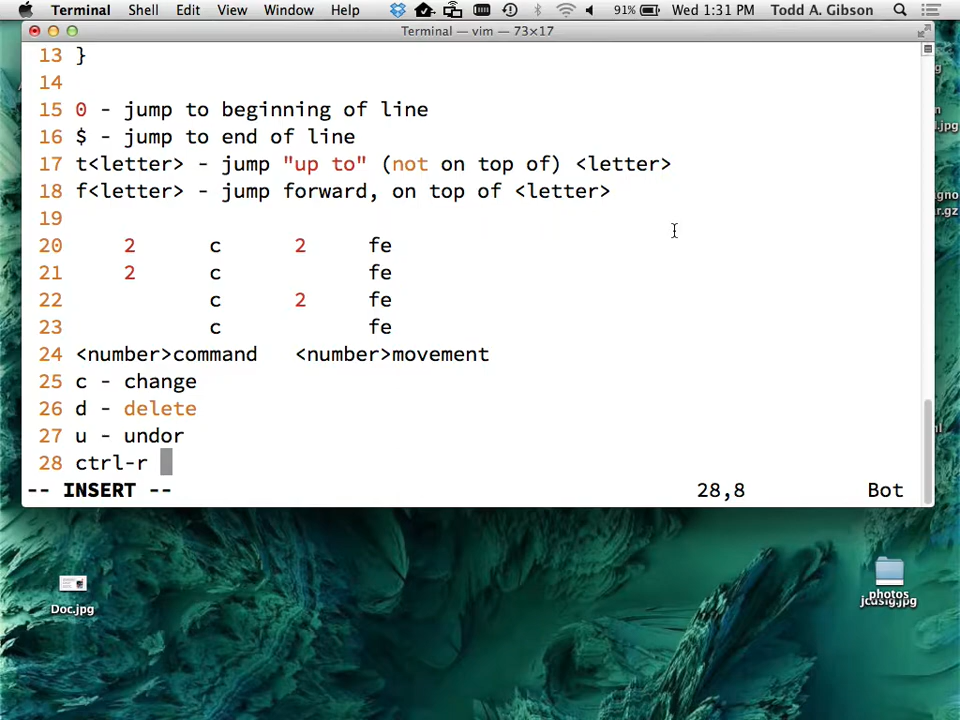 Terminal Shell Edit View Window Help 91% Wed 1:31 PM Todd A. Gibson
Terminal — vim — 73×17
13 }
14
15 0 - jump to beginning of line
16 $ - jump to end of line
17 t<letter> - jump "up to" (not on top of) <letter>
18 f<letter> - jump forward, on top of <letter>
19
20 2 c 2 fe
21 2 c fe
22 c 2 fe
23 c fe
24 <number>command <number>movement
25 c - change
26 d - delete
27 u - undor
28 ctrl-r
-- INSERT -- 28,8 Bot
Doc.jpg
photos